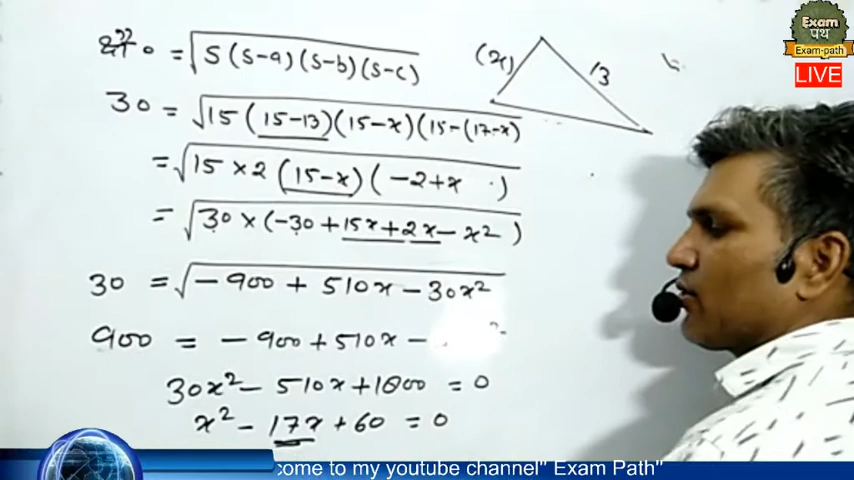 क्षे० = √S(S-a)(S-b)(S-c)
30 = √15(15-13)(15-x)(15-(17-x)
= √15×2(15-x)(-2+x)
= √30×(-30+15x+2x-x²)
30 = √-900+510x-30x²
900 = -900+510x-
30x²-510x+1800=0
x²-17x+60=0
(x)
13
Exam
पथ
Exam-path
LIVE
come to my youtube channel" Exam Path"